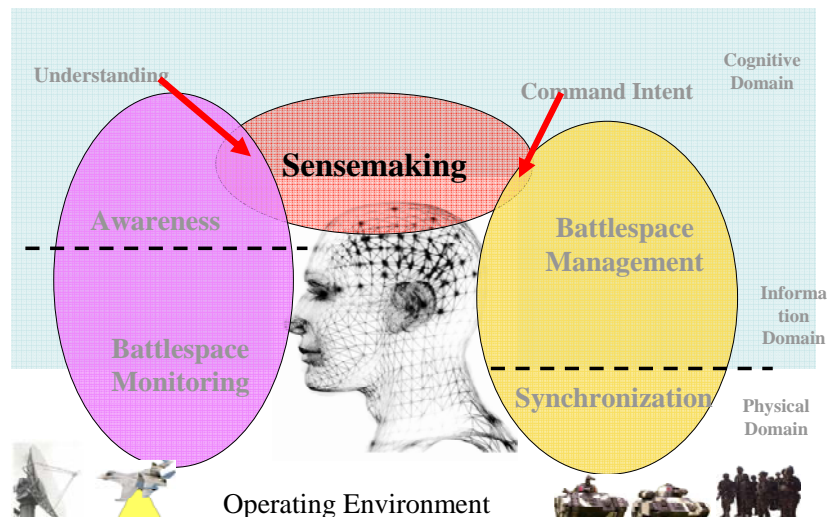 Cognitive
Domain
Understanding
Command Intent
Sensemaking
Awareness
Battlespace
Management
Informa
tion
Domain
Battlespace
Monitoring
Synchronization
Physical
Domain
Operating Environment